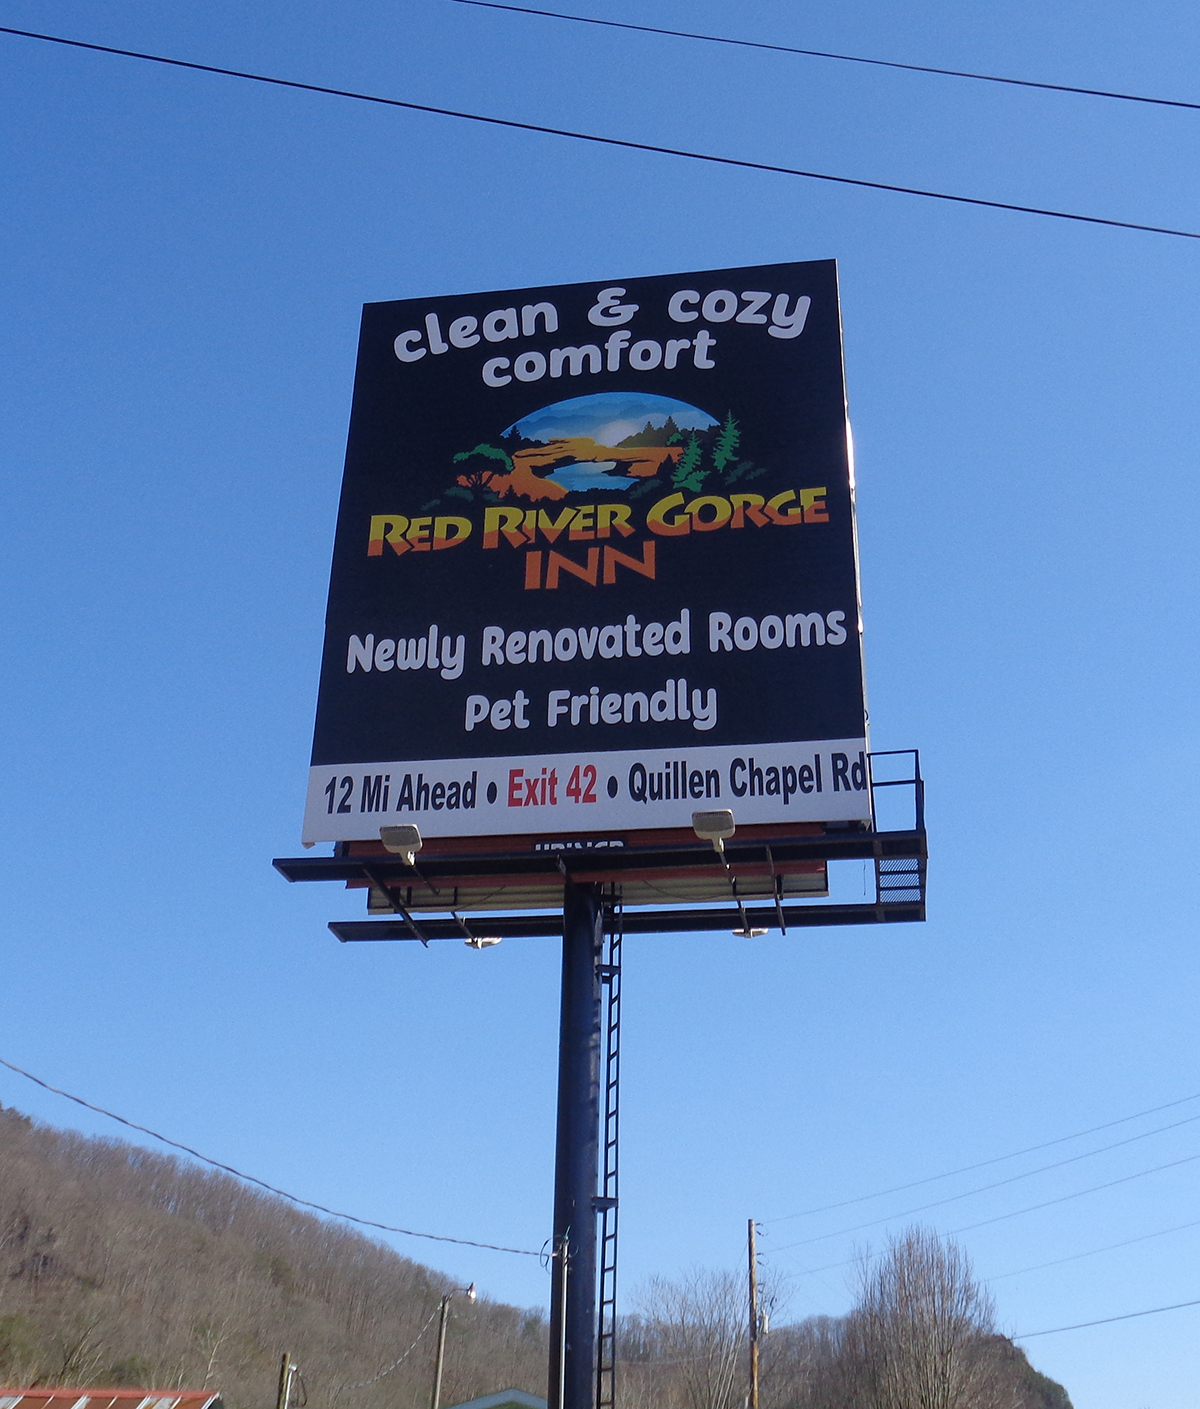 clean & cozy
comfort
RED RIVER GORGE
INN
Newly Renovated Rooms
Pet Friendly
12 Mi Ahead • Exit 42 • Quillen Chapel Rd